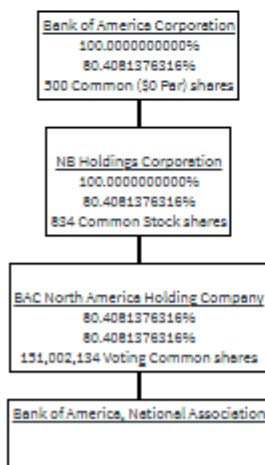 Bank of America Corporation
100.0000000000%
80.4081376316%
500 Common ($0 Par) shares
NB Holdings Corporation
100.0000000000%
80.4081376316%
834 Common Stock shares
BAC North America Holding Company
80.4081376316%
80.4081376316%
151,002,134 Voting Common shares
Bank of America, National Association